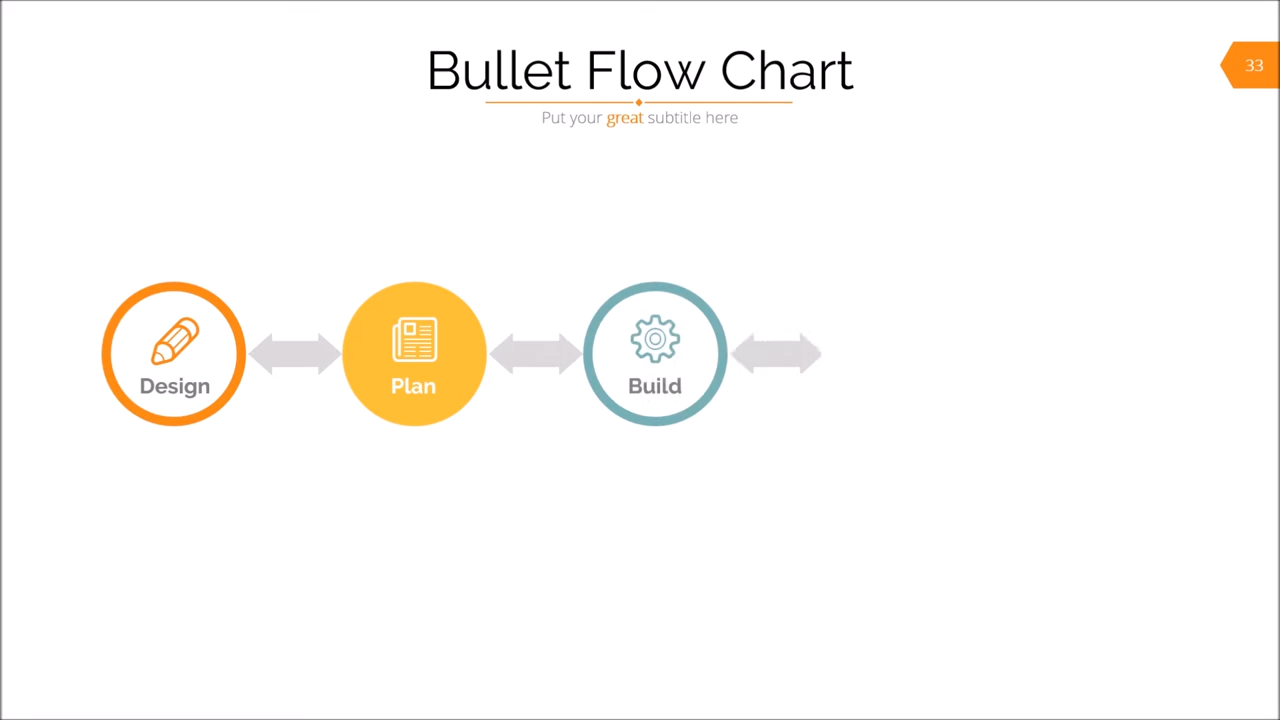 Bullet Flow Chart
33
Put your great subtitle here
Design
Plan
Build